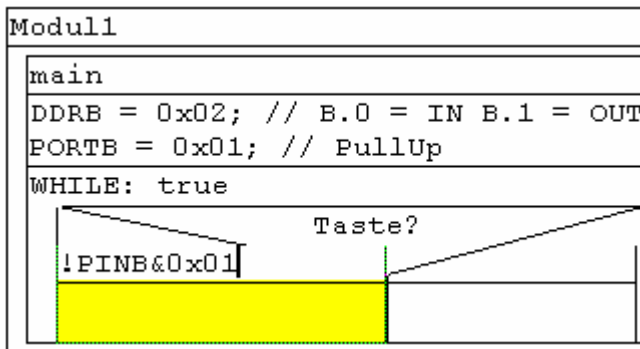 Modul1
main
DDRB = 0x02; // B.0 = IN B.1 = OUT
PORTB = 0x01; // PullUp
WHILE: true
Taste?
!PINB&0x01